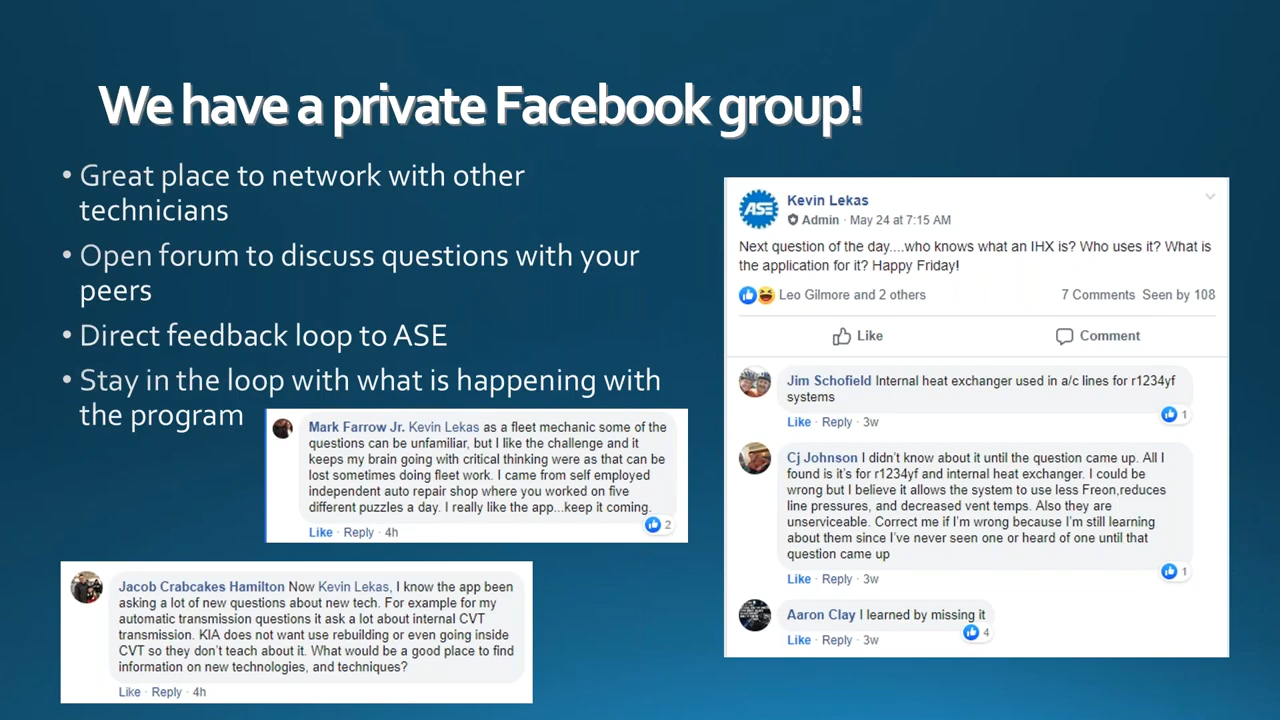 We have a private Facebook group!
• Great place to network with other
technicians
• Open forum to discuss questions with your
peers
• Direct feedback loop to ASE
• Stay in the loop with what is happening with
the program
Mark Farrow Jr. Kevin Lekas as a fleet mechanic some of the
questions can be unfamiliar, but I like the challenge and it
keeps my brain going with critical thinking were as that can be
lost sometimes doing fleet work. I came from self employed
independent auto repair shop where you worked on five
different puzzles a day. I really like the app...keep it coming.
2
Like · Reply · 4h
Jacob Crabcakes Hamilton Now Kevin Lekas, I know the app been
asking a lot of new questions about new tech. For example for my
automatic transmission questions it ask a lot about internal CVT
transmission. KIA does not want use rebuilding or even going inside
CVT so they don't teach about it. What would be a good place to find
information on new technologies, and techniques?
Like · Reply · 4h
ASE
Kevin Lekas
Admin · May 24 at 7:15 AM
Next question of the day....who knows what an IHX is? Who uses it? What is
the application for it? Happy Friday!
Leo Gilmore and 2 others 7 Comments Seen by 108
Like Comment
Jim Schofield Internal heat exchanger used in a/c lines for r1234yf
systems
1
Like · Reply · 3w
Cj Johnson I didn't know about it until the question came up. All I
found is it's for r1234yf and internal heat exchanger. I could be
wrong but I believe it allows the system to use less Freon,reduces
line pressures, and decreased vent temps. Also they are
unserviceable. Correct me if I'm wrong because I'm still learning
about them since I've never seen one or heard of one until that
question came up
1
Like · Reply · 3w
Aaron Clay I learned by missing it
4
Like · Reply · 3w